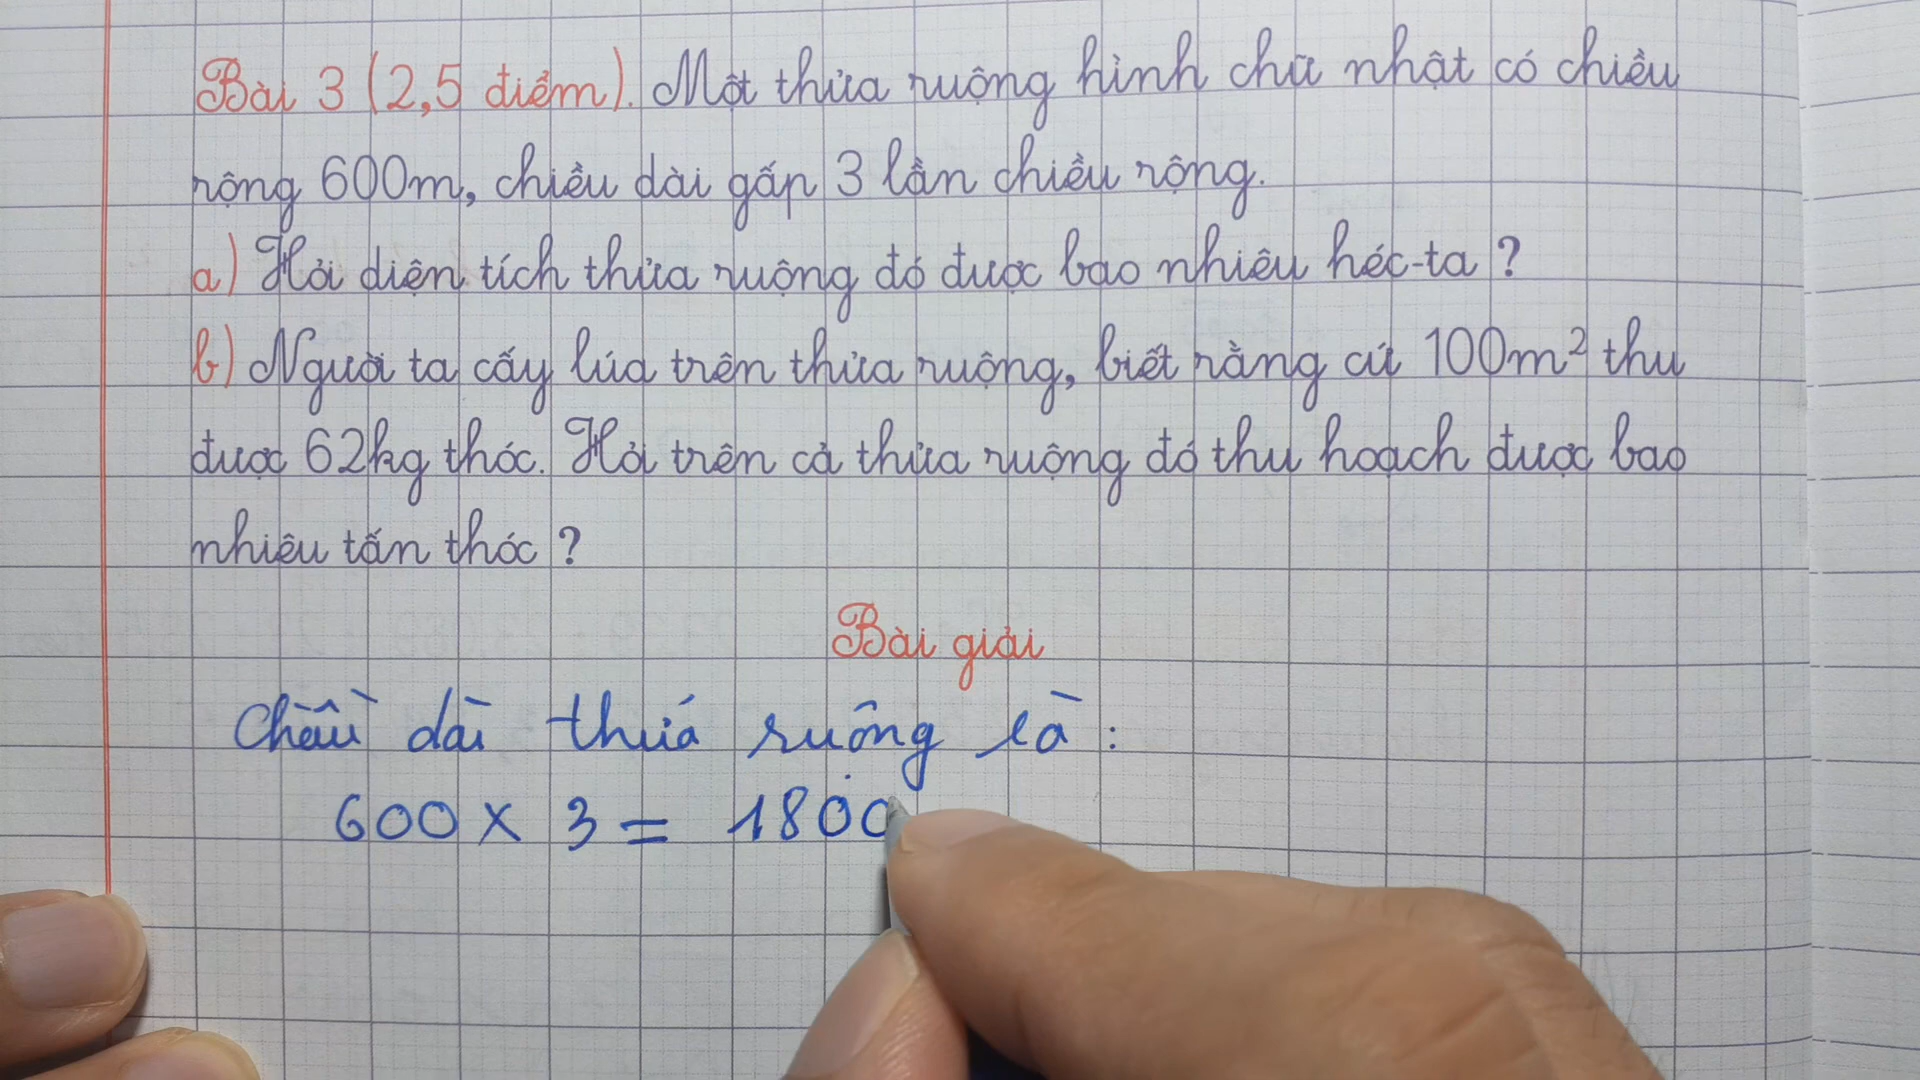 Bài 3 (2,5 điểm). Một thửa ruộng hình chữ nhật có chiều
rộng 600m, chiều dài gấp 3 lần chiều rộng.
a) Hỏi diện tích thửa ruộng đó được bao nhiêu héc-ta ?
b) Người ta cấy lúa trên thửa ruộng, biết rằng cứ 100m² thu
được 62kg thóc. Hỏi trên cả thửa ruộng đó thu hoạch được bao
nhiêu tấn thóc ?
Bài giải
Chiều dài thửa ruộng là :
600 x 3 = 1800